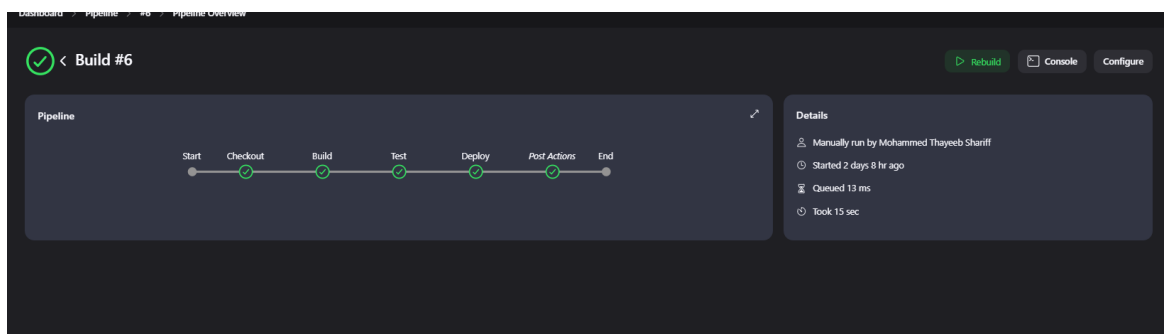 Dashboard > Pipeline > #6 > Pipeline Overview
Build #6
Rebuild
Console
Configure
Pipeline
Start Checkout Build Test Deploy Post Actions End
Details
Manually run by Mohammed Thayeeb Shariff
Started 2 days 8 hr ago
Queued 13 ms
Took 15 sec